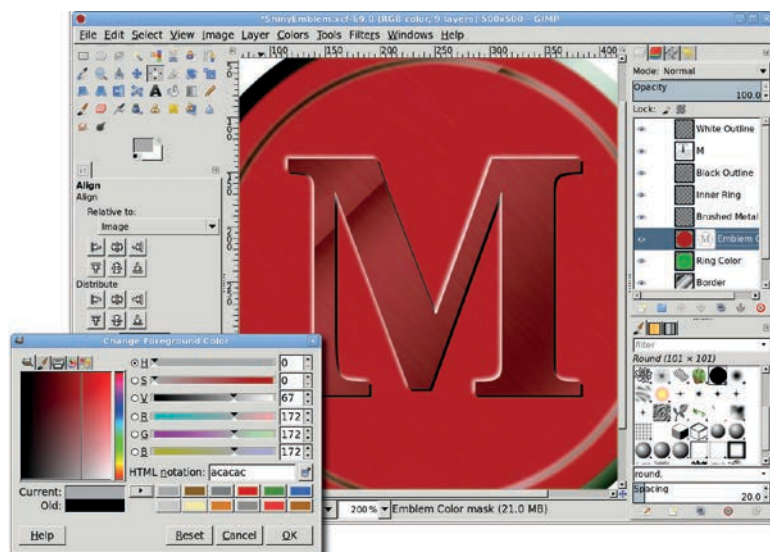 *ShinyEmblem.xcf-69.0 (RGB color, 9 layers) 500x500 – GIMP
File Edit Select View Image Layer Colors Tools Filters Windows Help
100 200 300 400
Mode: Normal
Opacity
100.0
Lock:
White Outline
M
Black Outline
Inner Ring
Brushed Metal
Emblem
Ring Color
Border
Align
Align
Relative to:
Image
Distribute
M
filter
Round (101 × 101)
round.
Spacing
20.0
200% Emblem Color mask (21.0 MB)
Change Foreground Color
H 0
S 0
V 67
R 172
G 172
B 172
HTML notation: acacac
Current:
Old:
Help Reset Cancel OK